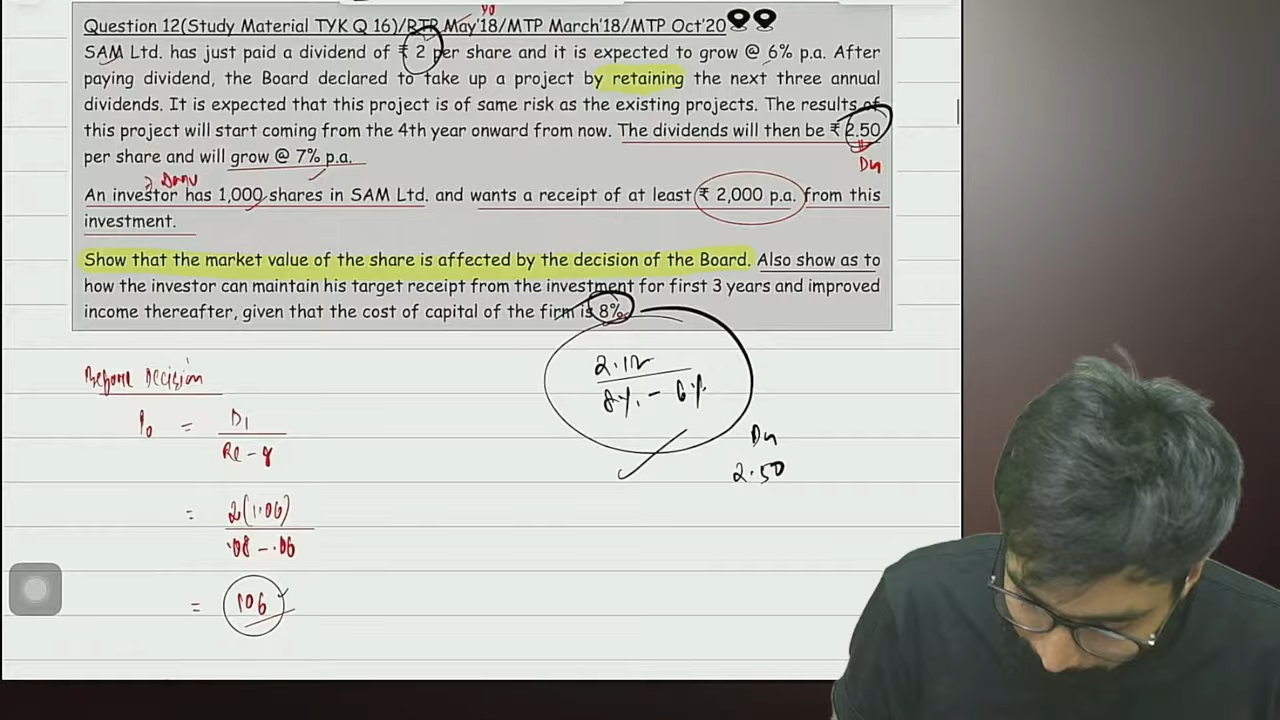 Question 12(Study Material TYK Q 16)/RTP May'18/MTP March'18/MTP Oct'20
SAM Ltd. has just paid a dividend of ₹ 2 per share and it is expected to grow @ 6% p.a. After
paying dividend, the Board declared to take up a project by retaining the next three annual
dividends. It is expected that this project is of same risk as the existing projects. The results of
this project will start coming from the 4th year onward from now. The dividends will then be ₹ 2.50
per share and will grow @ 7% p.a.
D4
An investor has 1,000 shares in SAM Ltd. and wants a receipt of at least ₹ 2,000 p.a. from this
investment.
Show that the market value of the share is affected by the decision of the Board. Also show as to
how the investor can maintain his target receipt from the investment for first 3 years and improved
income thereafter, given that the cost of capital of the firm is 8%.
Before Decision
P0 = D1
Re - g
= 2(1.06)
.08 - .06
= 106
2.12
8% - 6%
D4
2.50